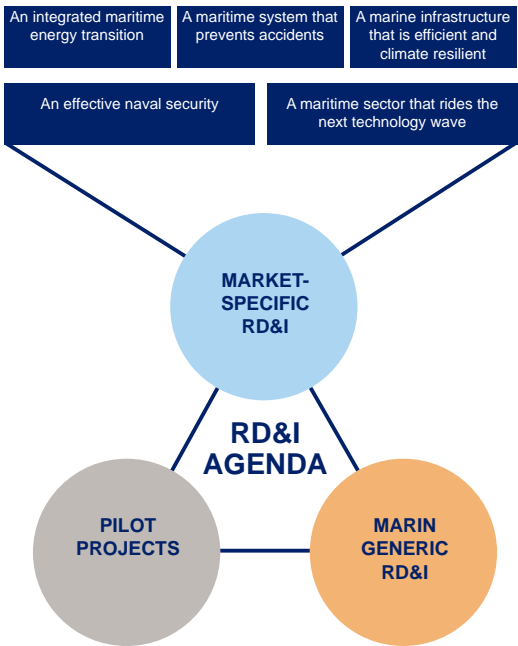 An integrated maritime
energy transition
A maritime system that
prevents accidents
A marine infrastructure
that is efficient and
climate resilient
An effective naval security
A maritime sector that rides the
next technology wave
MARKET-
SPECIFIC
RD&I
RD&I
AGENDA
PILOT
PROJECTS
MARIN
GENERIC
RD&I